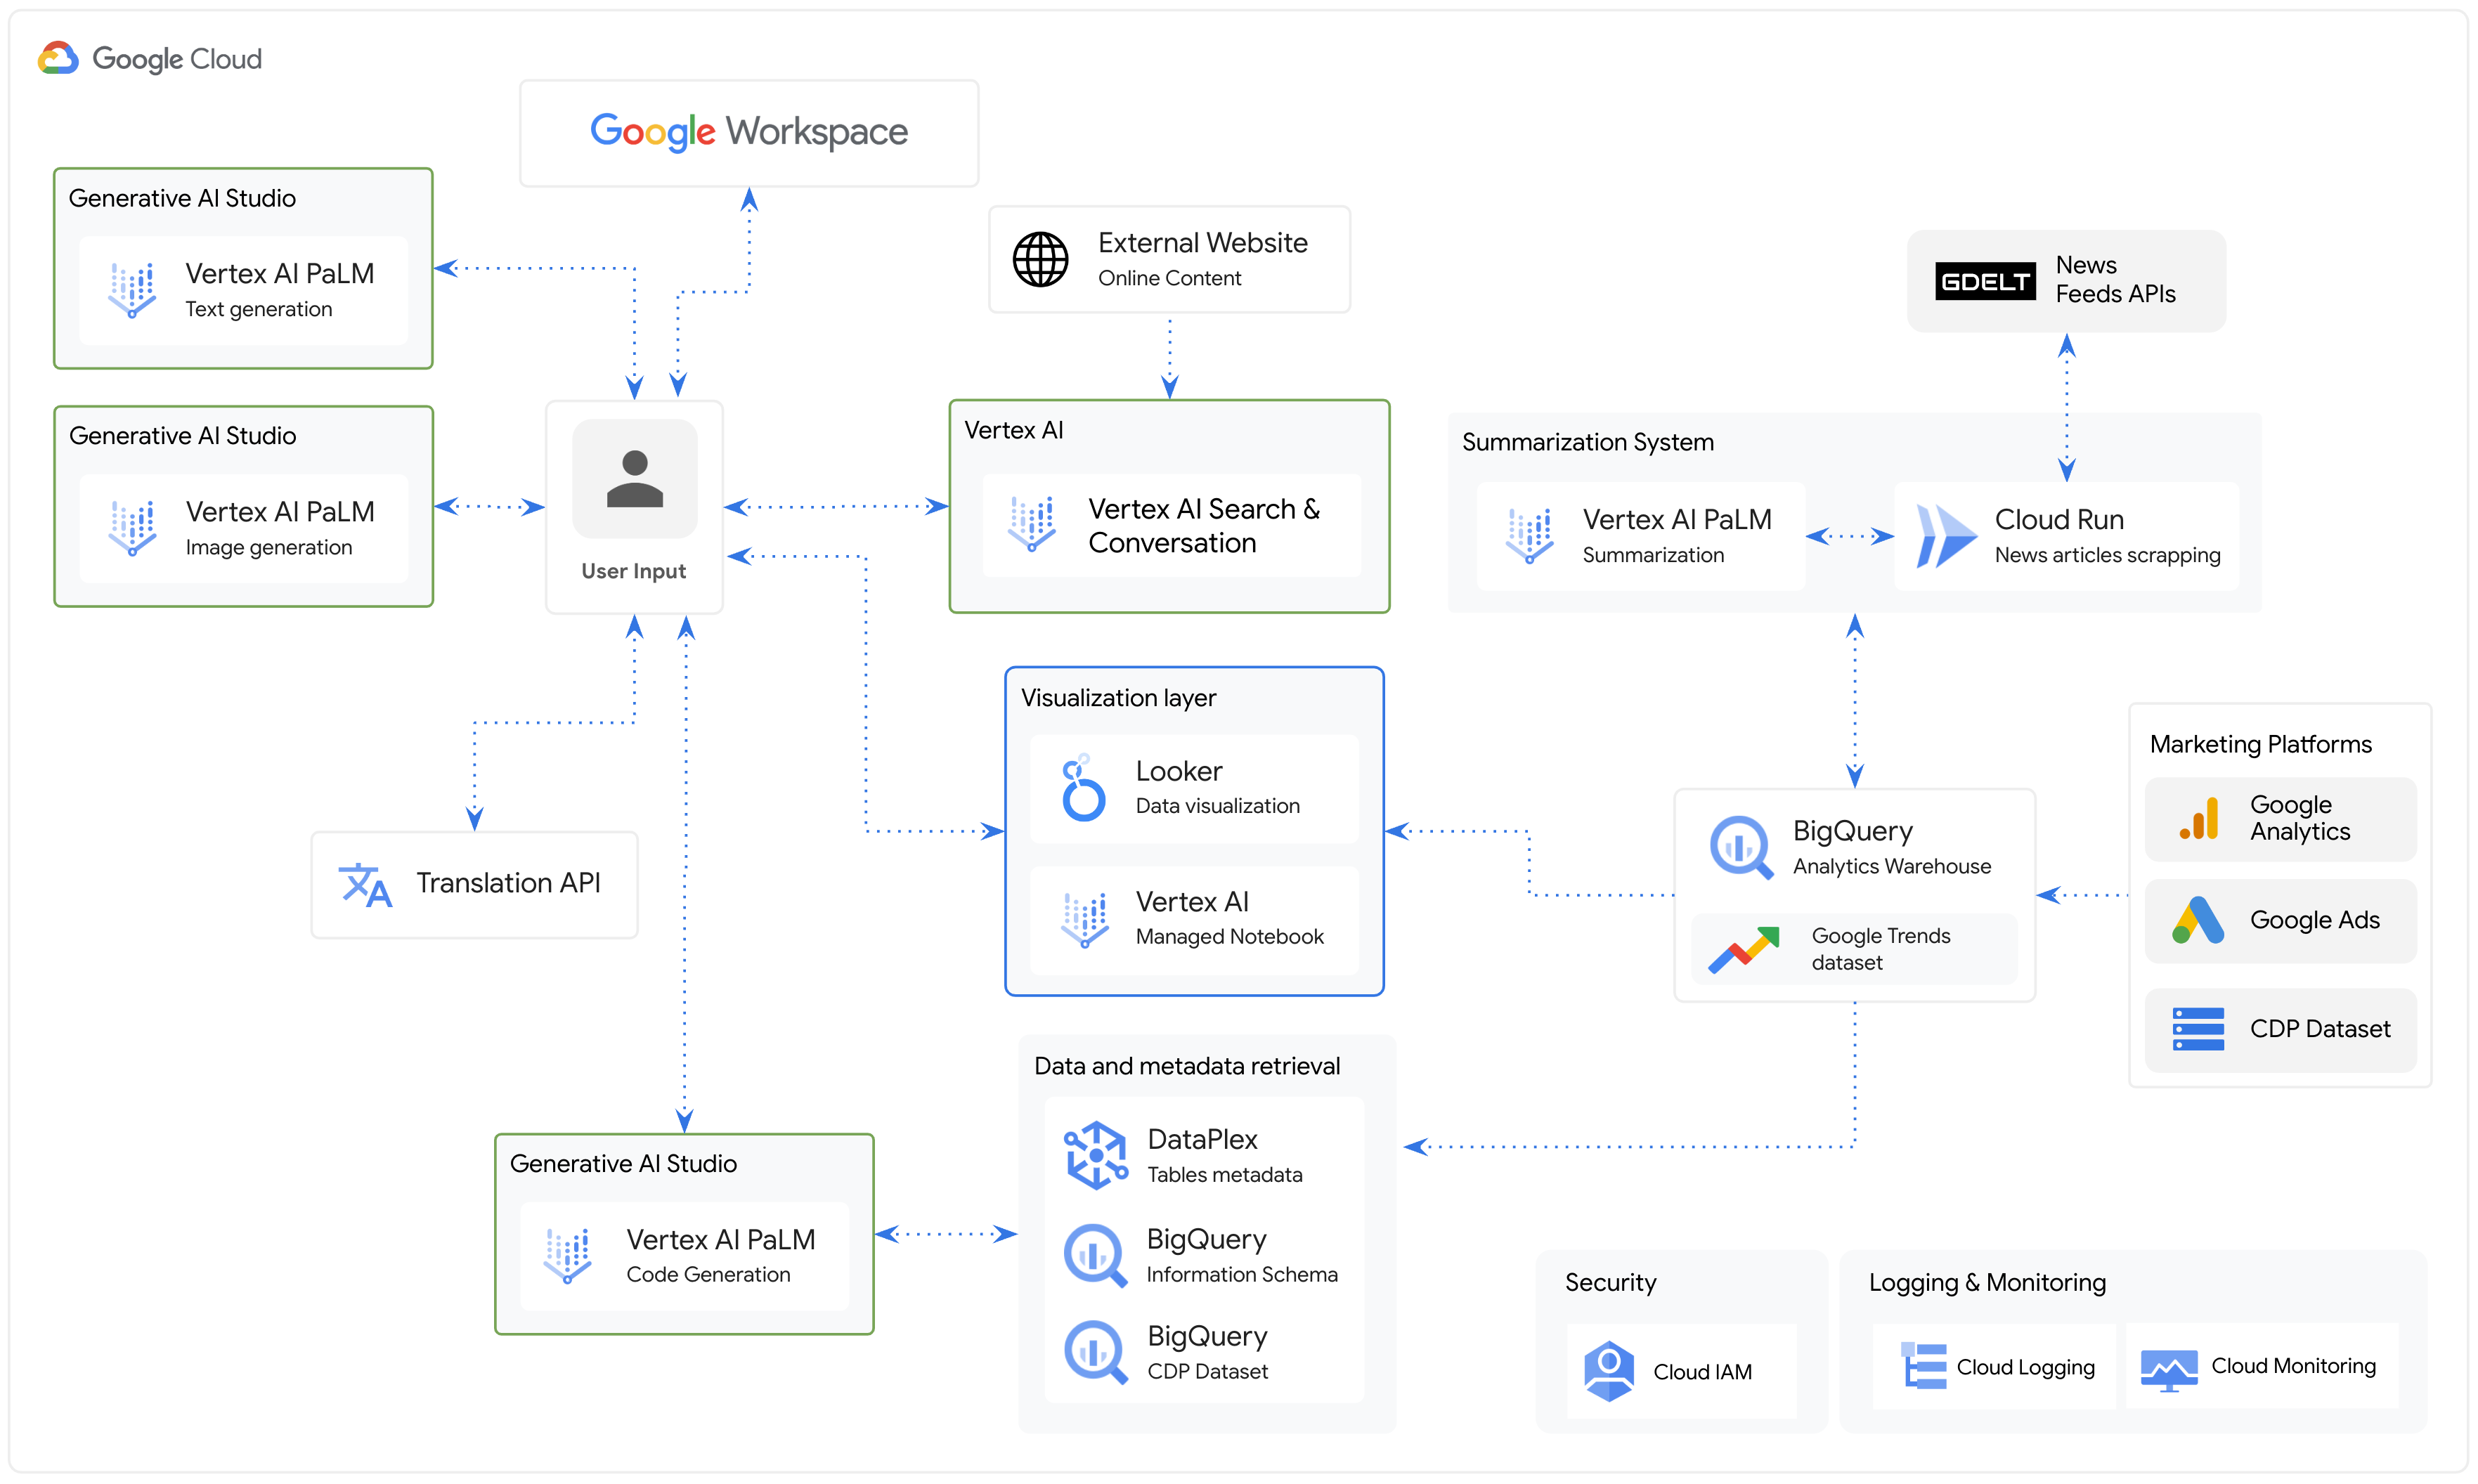 Google Cloud
Google Workspace
Generative AI Studio
Vertex AI PaLM
Text generation
External Website
Online Content
GDELT
News
Feeds APIs
Generative AI Studio
Vertex AI PaLM
Image generation
User Input
Vertex AI
Vertex AI Search &
Conversation
Summarization System
Vertex AI PaLM
Summarization
Cloud Run
News articles scrapping
Visualization layer
Looker
Data visualization
Vertex AI
Managed Notebook
Translation API
BigQuery
Analytics Warehouse
Google Trends
dataset
Marketing Platforms
Google
Analytics
Google Ads
CDP Dataset
Generative AI Studio
Vertex AI PaLM
Code Generation
Data and metadata retrieval
DataPlex
Tables metadata
BigQuery
Information Schema
BigQuery
CDP Dataset
Security
Cloud IAM
Logging & Monitoring
Cloud Logging
Cloud Monitoring